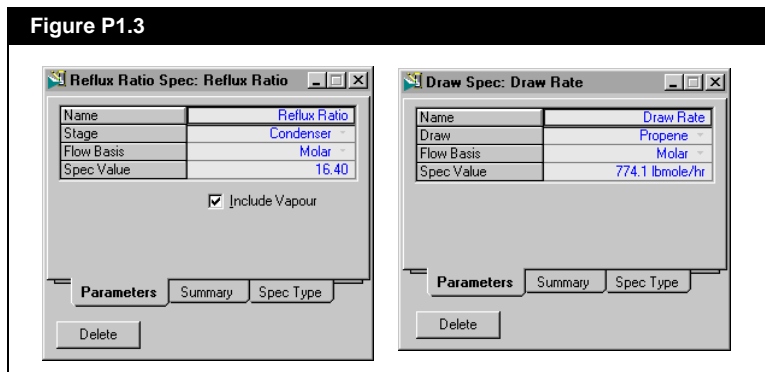 Figure P1.3
Reflux Ratio Spec: Reflux Ratio
Name Reflux Ratio
Stage Condenser
Flow Basis Molar
Spec Value 16.40
Include Vapour
Parameters Summary Spec Type
Delete
Draw Spec: Draw Rate
Name Draw Rate
Draw Propene
Flow Basis Molar
Spec Value 774.1 lbmole/hr
Parameters Summary Spec Type
Delete